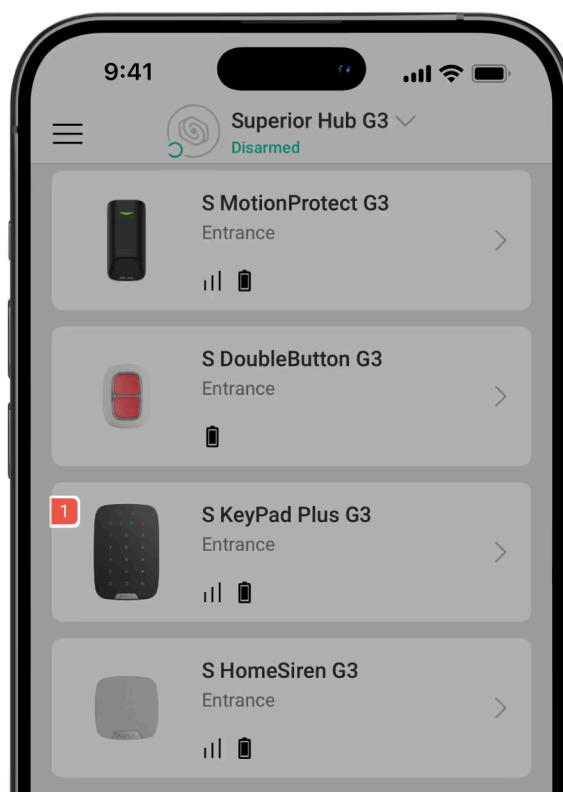 9:41
Superior Hub G3
Disarmed
S MotionProtect G3
Entrance
S DoubleButton G3
Entrance
1
S KeyPad Plus G3
Entrance
S HomeSiren G3
Entrance